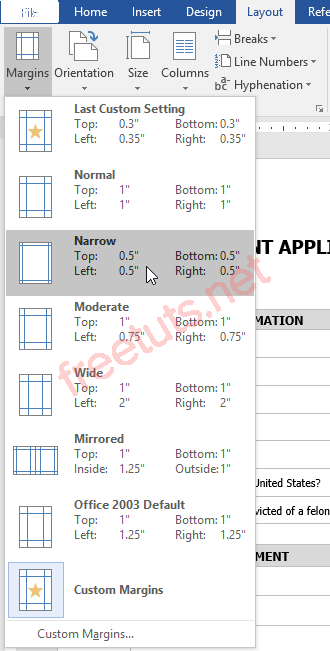 File Home Insert Design Layout Refe
Margins Orientation Size Columns
Breaks
Line Numbers
Hyphenation
Last Custom Setting
Top: 0.3" Bottom: 0.3"
Left: 0.35" Right: 0.35"
Normal
Top: 1" Bottom: 1"
Left: 1" Right: 1"
Narrow
Top: 0.5" Bottom: 0.5"
Left: 0.5" Right: 0.5"
Moderate
Top: 1" Bottom: 1"
Left: 0.75" Right: 0.75"
Wide
Top: 1" Bottom: 1"
Left: 2" Right: 2"
Mirrored
Top: 1" Bottom: 1"
Inside: 1.25" Outside: 1"
Office 2003 Default
Top: 1" Bottom: 1"
Left: 1.25" Right: 1.25"
Custom Margins
Custom Margins...
NT APPLI
MATION
United States?
victed of a felon
MENT
freetuts.net